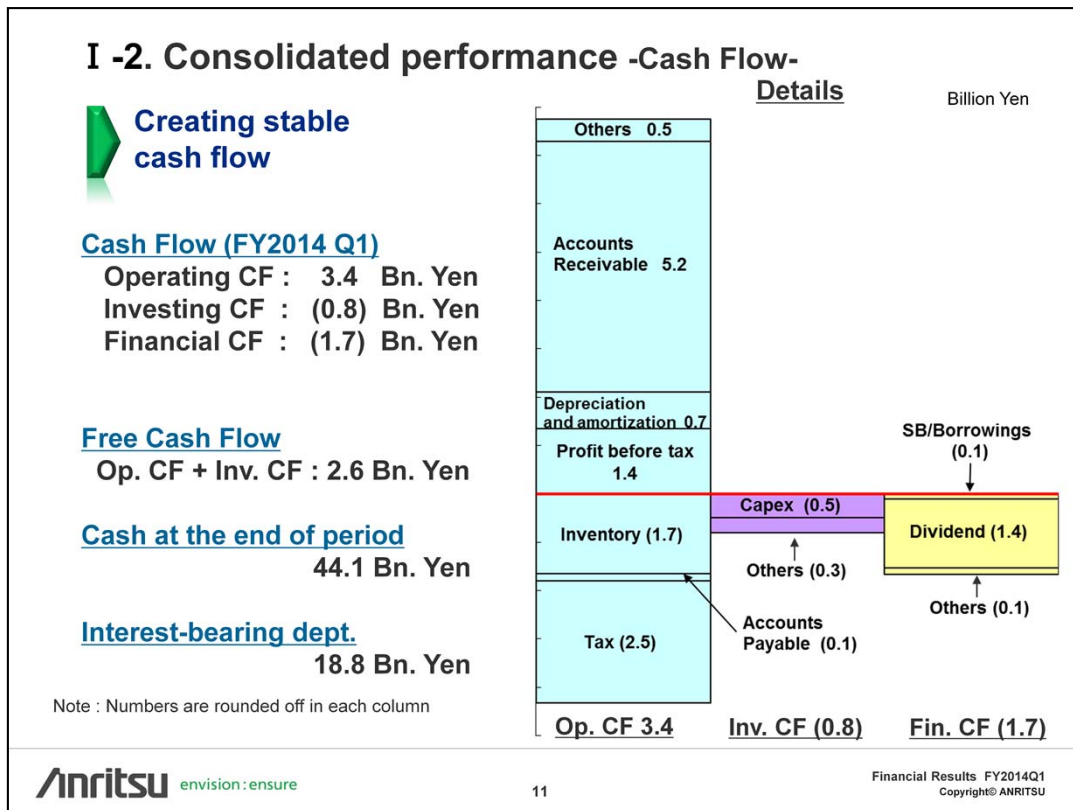 Ⅰ-2. Consolidated performance -Cash Flow-
Creating stable
cash flow
Cash Flow (FY2014 Q1)
Operating CF : 3.4 Bn. Yen
Investing CF : (0.8) Bn. Yen
Financial CF : (1.7) Bn. Yen
Free Cash Flow
Op. CF + Inv. CF : 2.6 Bn. Yen
Cash at the end of period
44.1 Bn. Yen
Interest-bearing dept.
18.8 Bn. Yen
Note : Numbers are rounded off in each column
Details
Billion Yen
Others 0.5
Accounts
Receivable 5.2
Depreciation
and amortization 0.7
Profit before tax
1.4
Inventory (1.7)
Accounts
Payable (0.1)
Tax (2.5)
Capex (0.5)
Others (0.3)
SB/Borrowings
(0.1)
Dividend (1.4)
Others (0.1)
Op. CF 3.4
Inv. CF (0.8)
Fin. CF (1.7)
Anritsu envision : ensure
11
Financial Results FY2014Q1
Copyright© ANRITSU